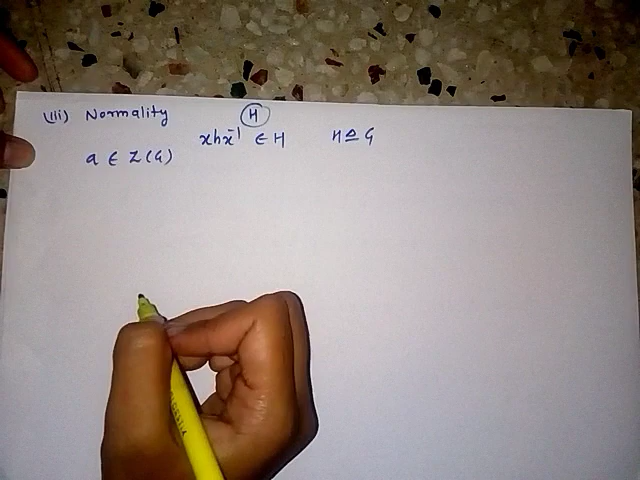 (iii) Normality (H)
xhx⁻¹ ∈ H H ⊴ G
a ∈ Z(G)